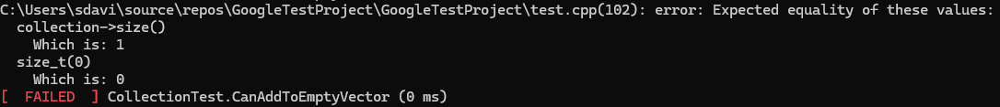 C:\Users\sdavi\source\repos\GoogleTestProject\GoogleTestProject\test.cpp(102): error: Expected equality of these values:
  collection->size()
    Which is: 1
  size_t(0)
    Which is: 0
[  FAILED  ] CollectionTest.CanAddToEmptyVector (0 ms)